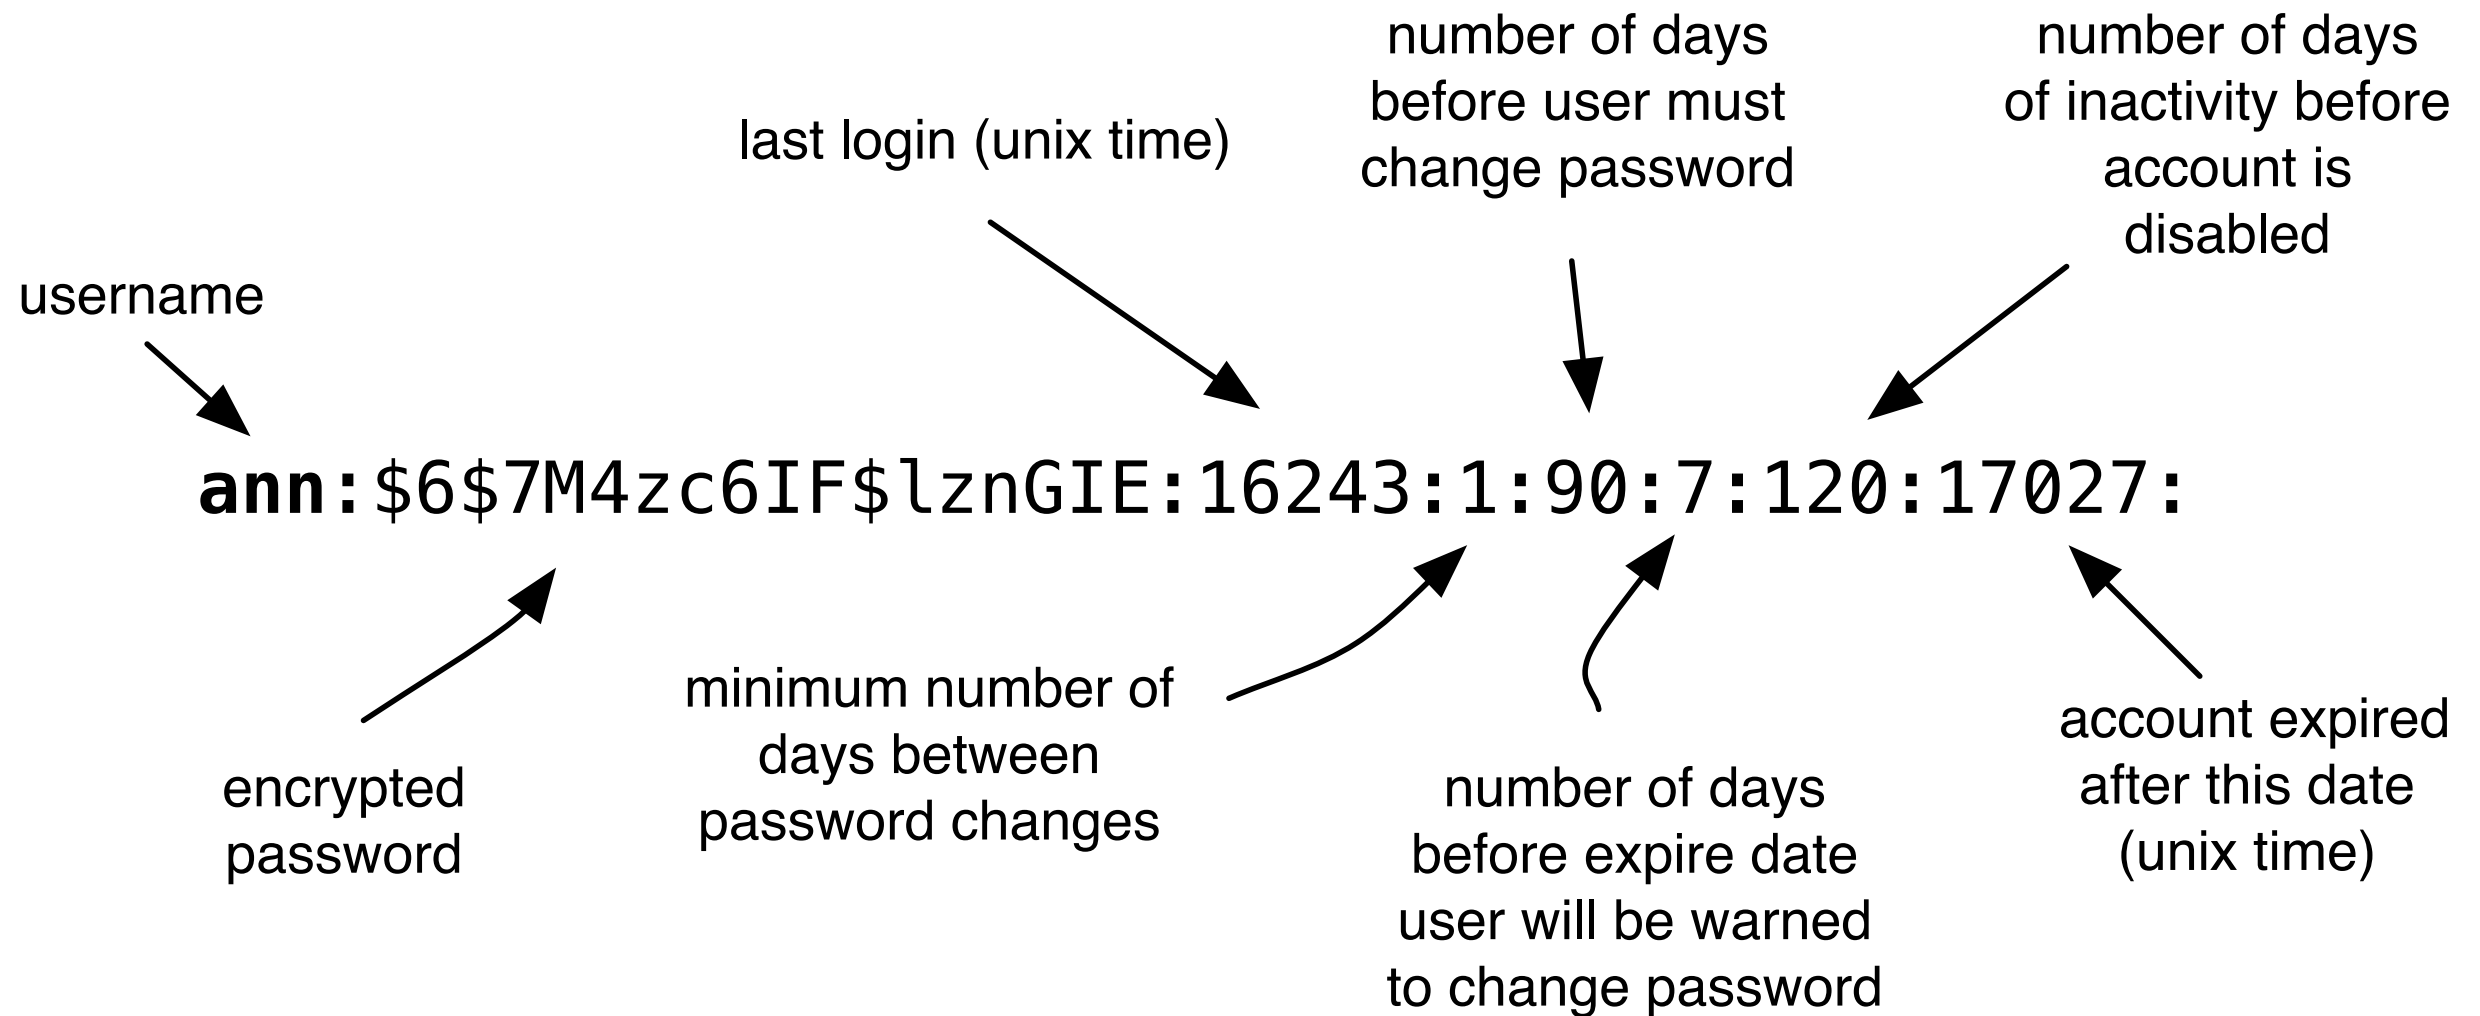 number of days
before user must
change password
number of days
of inactivity before
account is
disabled
last login (unix time)
username
ann:$6$7M4zc6IF$lznGIE:16243:1:90:7:120:17027:
encrypted
password
minimum number of
days between
password changes
number of days
before expire date
user will be warned
to change password
account expired
after this date
(unix time)